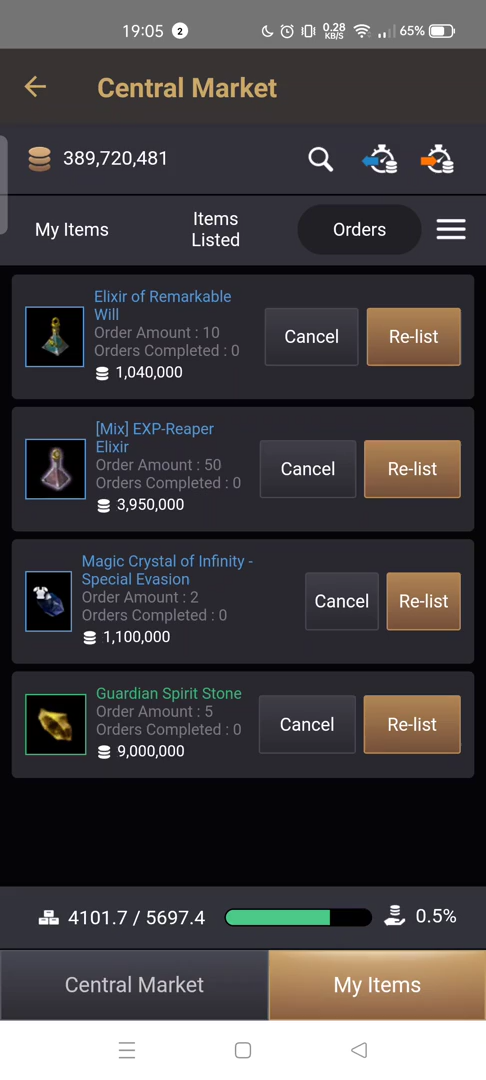 19:05 2 0.28 KB/S 65%
Central Market
389,720,481
My Items
Items
Listed
Orders
Elixir of Remarkable
Will
Order Amount : 10
Orders Completed : 0
1,040,000
Cancel
Re-list
[Mix] EXP-Reaper
Elixir
Order Amount : 50
Orders Completed : 0
3,950,000
Cancel
Re-list
Magic Crystal of Infinity -
Special Evasion
Order Amount : 2
Orders Completed : 0
1,100,000
Cancel
Re-list
Guardian Spirit Stone
Order Amount : 5
Orders Completed : 0
9,000,000
Cancel
Re-list
4101.7 / 5697.4
0.5%
Central Market
My Items